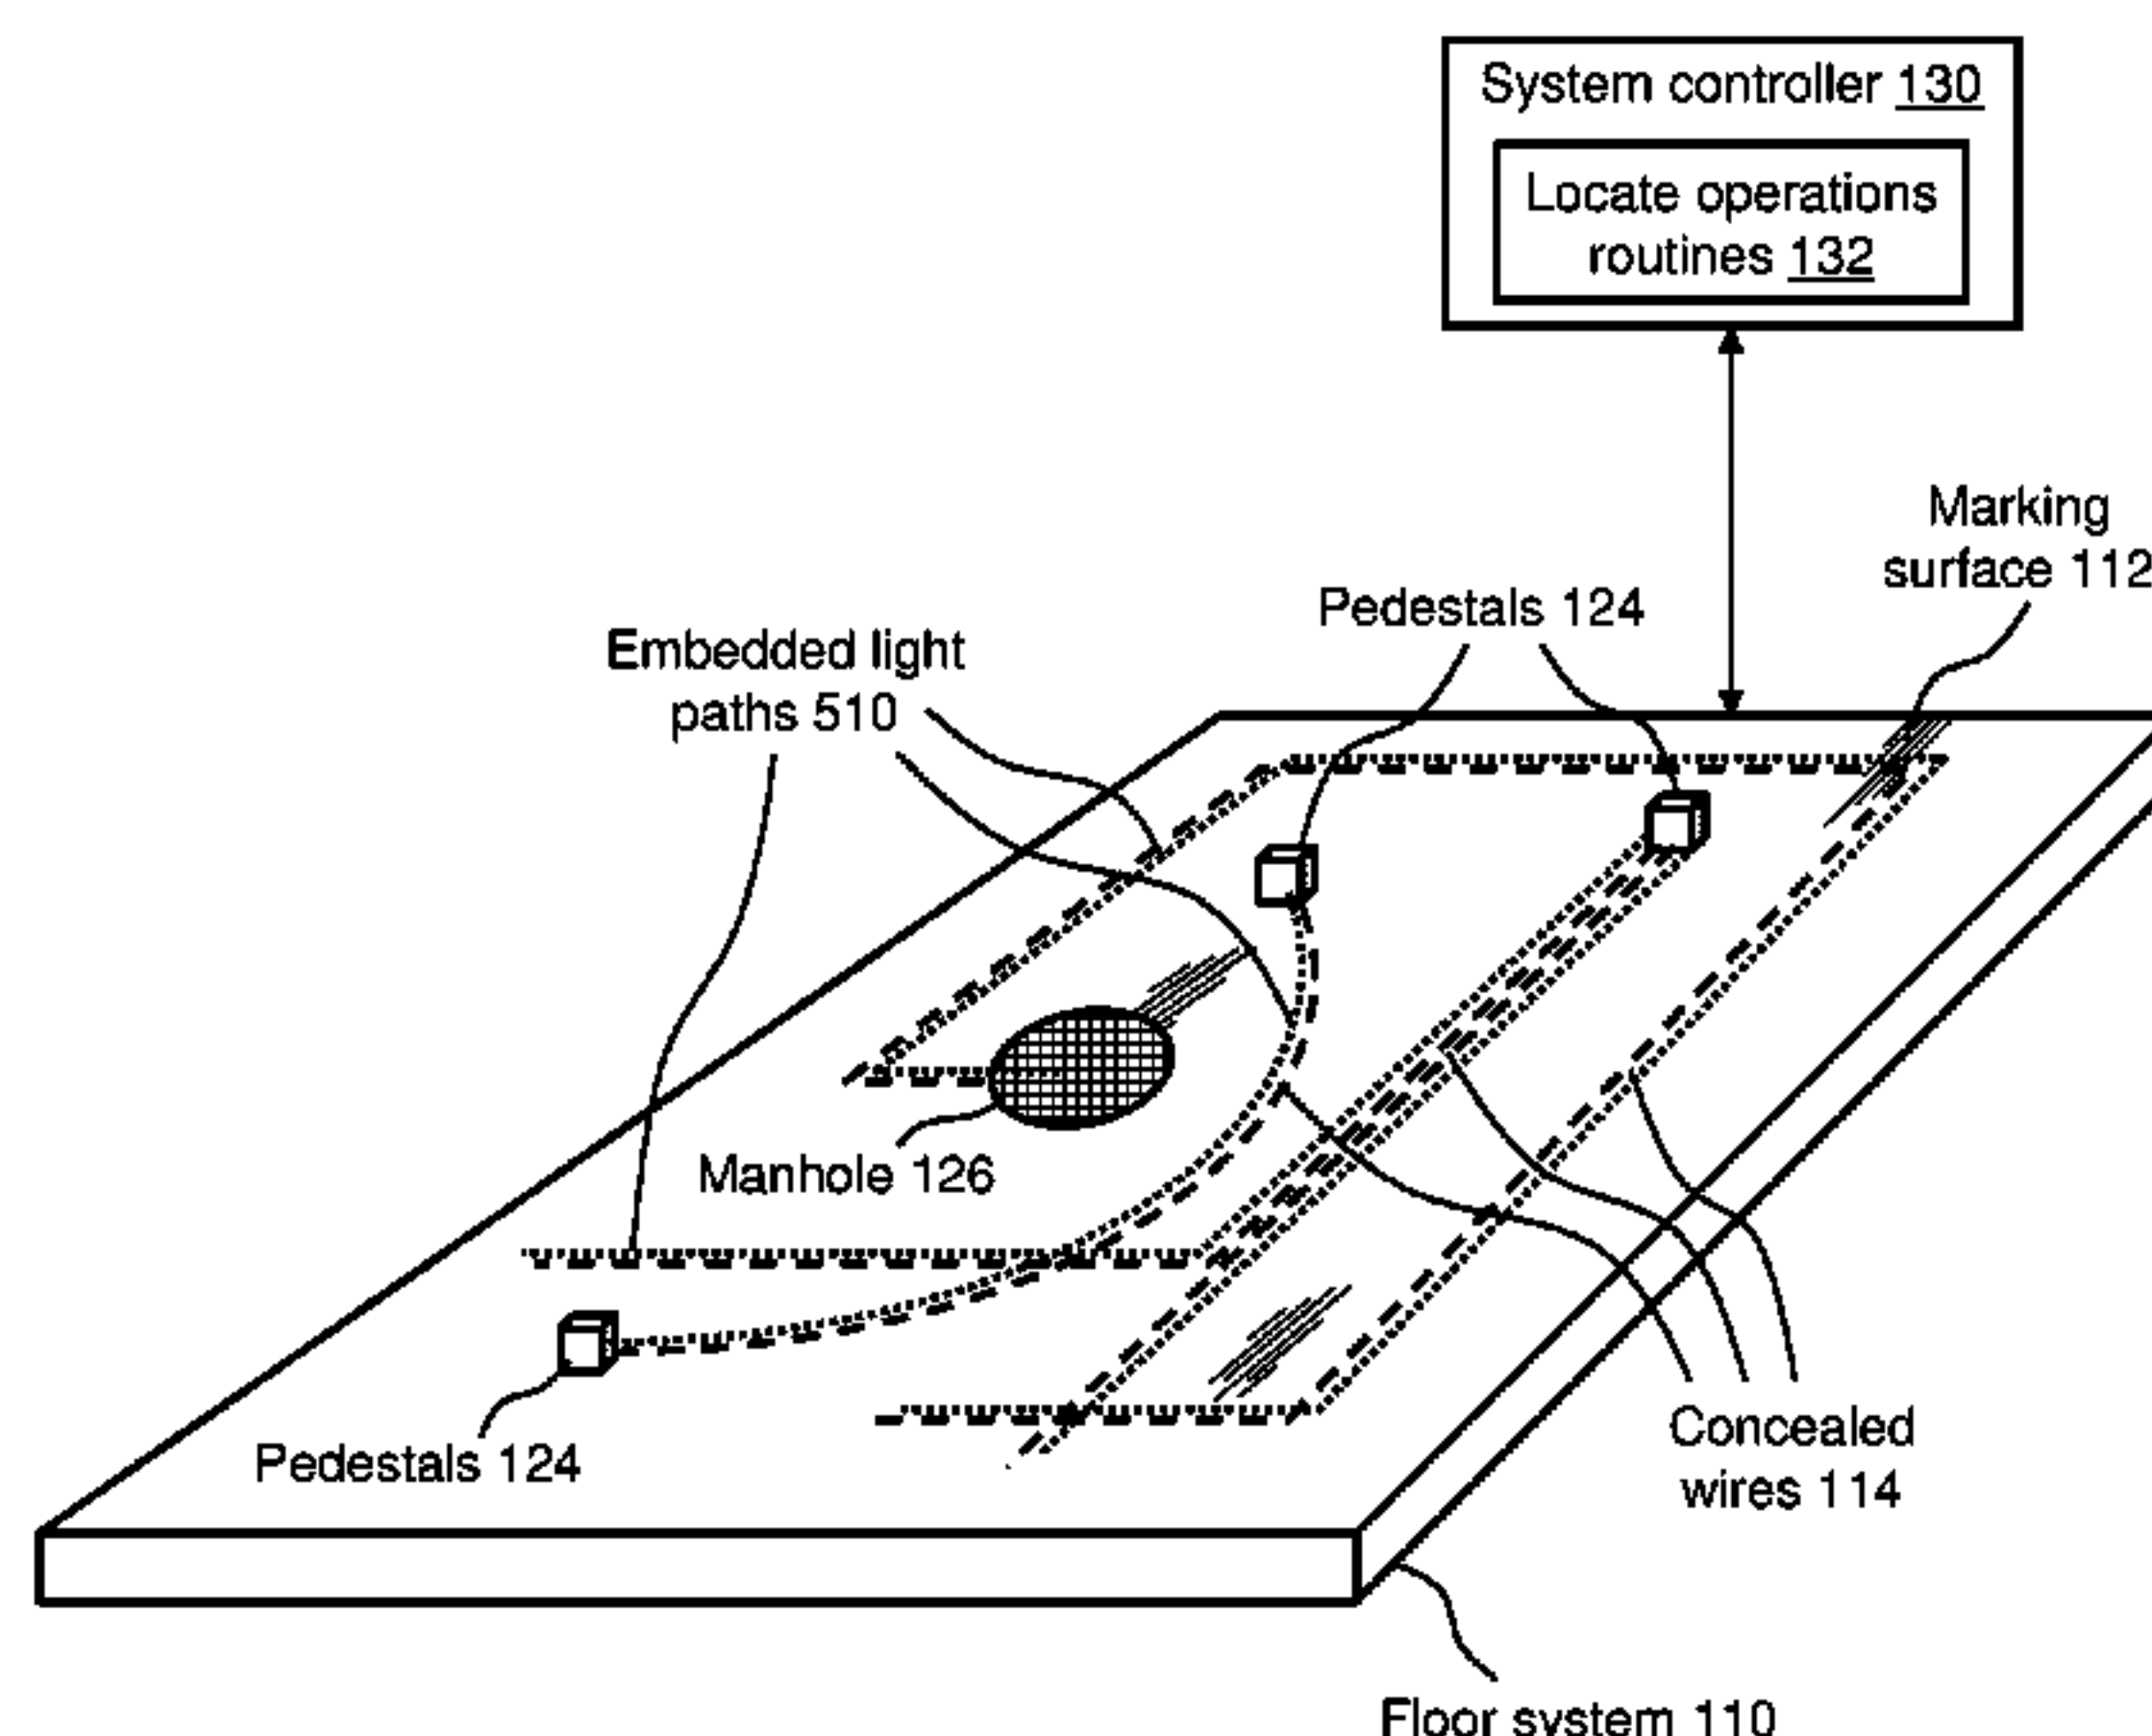 System controller 130
Locate operations
routines 132
Marking
surface 112
Pedestals 124
Embedded light
paths 510
Manhole 126
Pedestals 124
Concealed
wires 114
Floor system 110